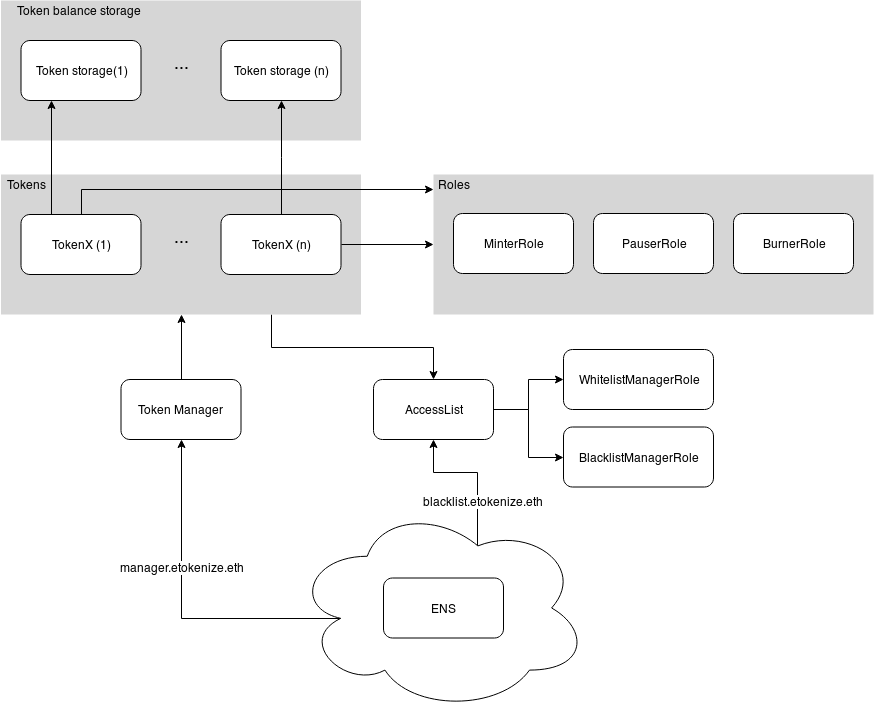 Token balance storage
Token storage(1)
...
Token storage (n)
Tokens
Roles
TokenX (1)
...
TokenX (n)
MinterRole
PauserRole
BurnerRole
WhitelistManagerRole
Token Manager
AccessList
BlacklistManagerRole
blacklist.etokenize.eth
manager.etokenize.eth
ENS